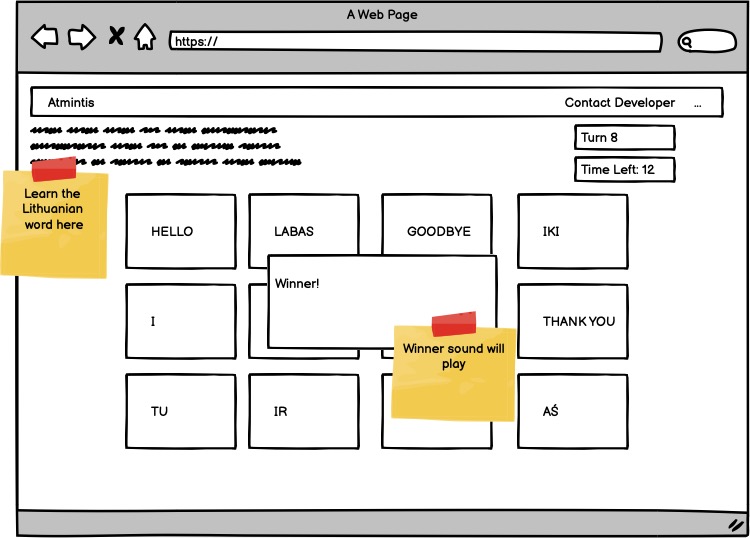 A Web Page
https://
Atmintis
Contact Developer
...
Turn 8
Time Left: 12
Learn the
Lithuanian
word here
HELLO
LABAS
GOODBYE
IKI
Winner!
I
THANK YOU
Winner sound will
play
TU
IR
AŚ